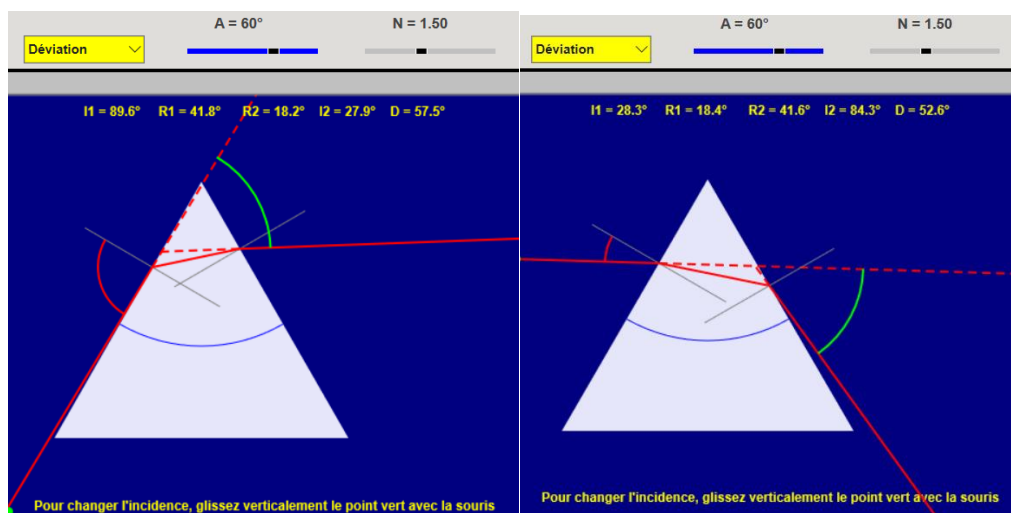 A = 60° N = 1.50
Déviation
I1 = 89.6° R1 = 41.8° R2 = 18.2° I2 = 27.9° D = 57.5°
Pour changer l'incidence, glissez verticalement le point vert avec la souris
A = 60° N = 1.50
Déviation
I1 = 28.3° R1 = 18.4° R2 = 41.6° I2 = 84.3° D = 52.6°
Pour changer l'incidence, glissez verticalement le point vert avec la souris